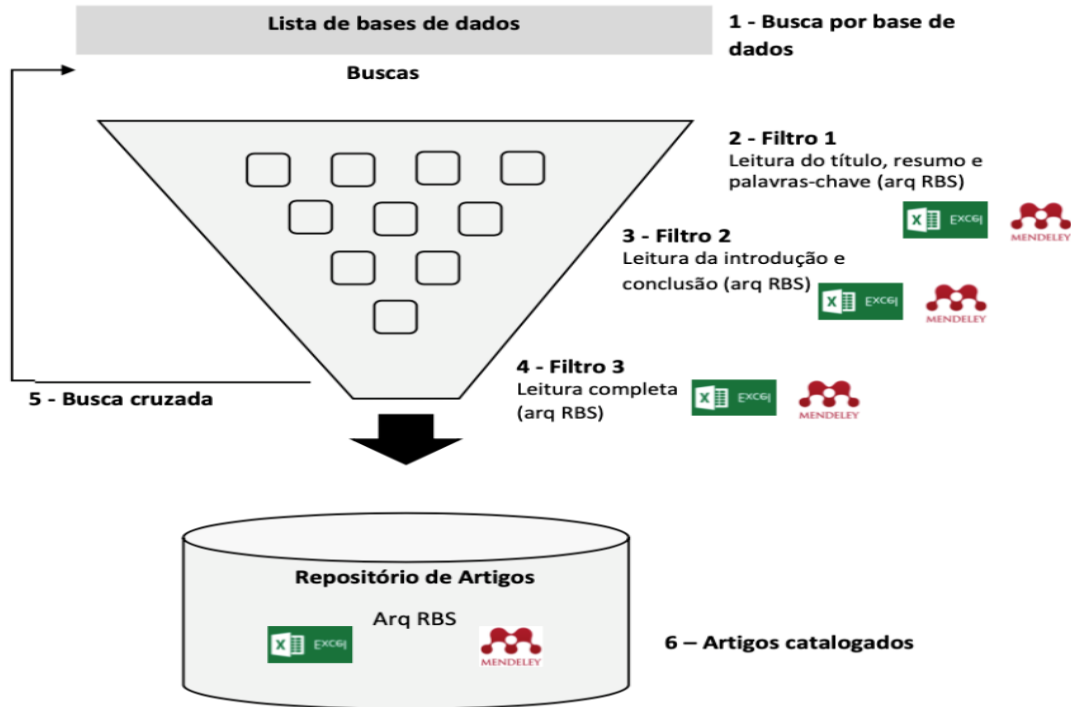 Lista de bases de dados
1 - Busca por base de
dados
Buscas
2 - Filtro 1
Leitura do título, resumo e
palavras-chave (arq RBS)
X Excel
MENDELEY
3 - Filtro 2
Leitura da introdução e
conclusão (arq RBS)
X Excel
MENDELEY
4 - Filtro 3
Leitura completa
(arq RBS)
X Excel
MENDELEY
5 - Busca cruzada
Repositório de Artigos
Arq RBS
X Excel
MENDELEY
6 – Artigos catalogados